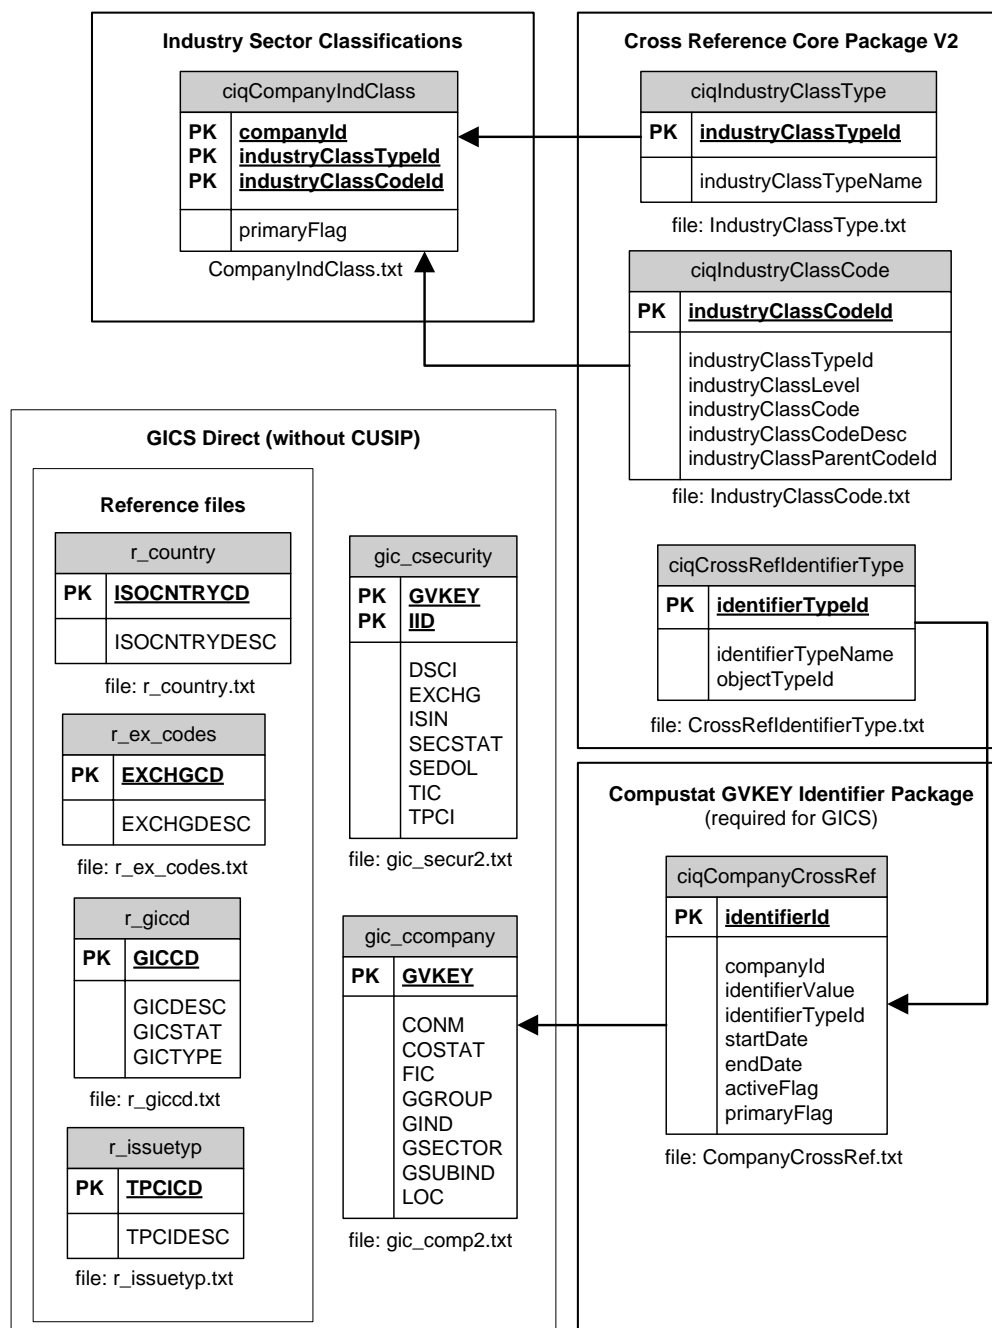 Industry Sector Classifications
ciqCompanyIndClass
PK companyId
PK industryClassTypeId
PK industryClassCodeId
primaryFlag
CompanyIndClass.txt
Cross Reference Core Package V2
ciqIndustryClassType
PK industryClassTypeId
industryClassTypeName
file: IndustryClassType.txt
ciqIndustryClassCode
PK industryClassCodeId
industryClassTypeId
industryClassLevel
industryClassCode
industryClassCodeDesc
industryClassParentCodeId
file: IndustryClassCode.txt
ciqCrossRefIdentifierType
PK identifierTypeId
identifierTypeName
objectTypeId
file: CrossRefIdentifierType.txt
GICS Direct (without CUSIP)
Reference files
r_country
PK ISOCNTRYCD
ISOCNTRYDESC
file: r_country.txt
r_ex_codes
PK EXCHGCD
EXCHGDESC
file: r_ex_codes.txt
r_giccd
PK GICCD
GICDESC
GICSTAT
GICTYPE
file: r_giccd.txt
r_issuetyp
PK TPCICD
TPCIDESC
file: r_issuetyp.txt
gic_csecurity
PK GVKEY
PK IID
DSCI
EXCHG
ISIN
SECSTAT
SEDOL
TIC
TPCI
file: gic_secur2.txt
gic_ccompany
PK GVKEY
CONM
COSTAT
FIC
GGROUP
GIND
GSECTOR
GSUBIND
LOC
file: gic_comp2.txt
Compustat GVKEY Identifier Package
(required for GICS)
ciqCompanyCrossRef
PK identifierId
companyId
identifierValue
identifierTypeId
startDate
endDate
activeFlag
primaryFlag
file: CompanyCrossRef.txt